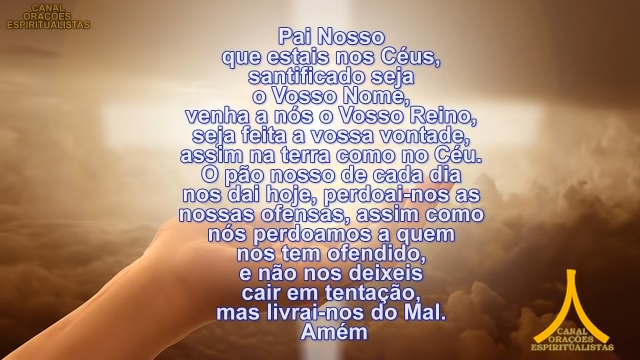 CANAL
ORAÇÕES
ESPIRITUALISTAS
Pai Nosso
que estais nos Céus,
santificado seja
o Vosso Nome,
venha a nós o Vosso Reino,
seja feita a vossa vontade,
assim na terra como no Céu.
O pão nosso de cada dia
nos dai hoje, perdoai-nos as
nossas ofensas, assim como
nós perdoamos a quem
nos tem ofendido,
e não nos deixeis
cair em tentação,
mas livrai-nos do Mal.
Amém
CANAL
ORAÇÕES
ESPIRITUALISTAS